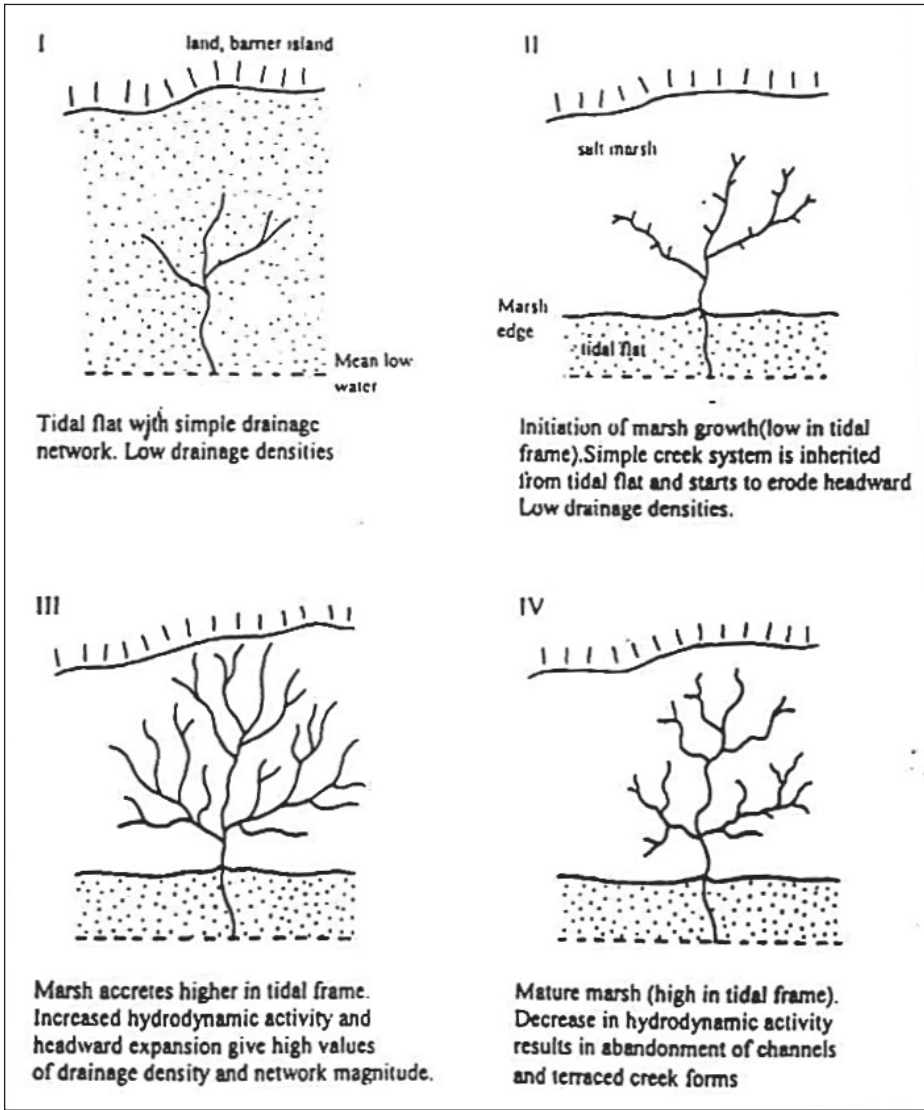 I
land, barner island
Mean low
water
Tidal flat with simple drainage
network. Low drainage densities
II
salt marsh
Marsh
edge
tidal flat
Initiation of marsh growth(low in tidal
frame).Simple creek system is inherited
from tidal flat and starts to erode headward
Low drainage densities.
III
Marsh accretes higher in tidal frame.
Increased hydrodynamic activity and
headward expansion give high values
of drainage density and network magnitude.
IV
Mature marsh (high in tidal frame).
Decrease in hydrodynamic activity
results in abandonment of channels
and terraced creek forms